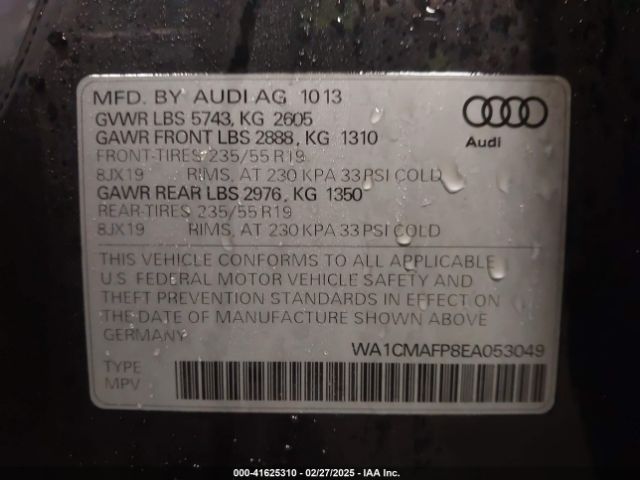 MFD. BY AUDI AG 1013
GVWR LBS 5743, KG 2605
GAWR FRONT LBS 2888, KG 1310
FRONT-TIRES 235/55 R19
8JX19 RIMS, AT 230 KPA 33 PSI COLD
GAWR REAR LBS 2976, KG 1350
REAR-TIRES 235/55 R19
8JX19 RIMS, AT 230 KPA 33 PSI COLD
Audi
THIS VEHICLE CONFORMS TO ALL APPLICABLE
U.S. FEDERAL MOTOR VEHICLE SAFETY AND
THEFT PREVENTION STANDARDS IN EFFECT ON
THE DATE OF MANUFACTURE SHOWN ABOVE
GERMANY
WA1CMAFP8EA053049
TYPE
MPV
000-41625310 - 02/27/2025 - IAA Inc.